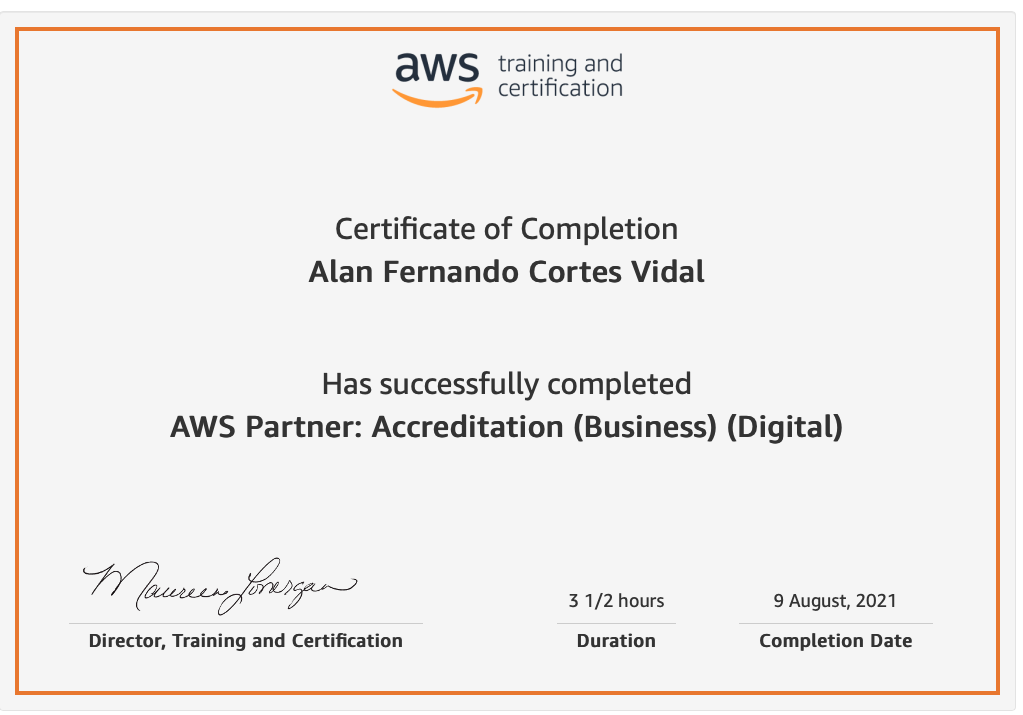 aws training and
certification
Certificate of Completion
Alan Fernando Cortes Vidal
Has successfully completed
AWS Partner: Accreditation (Business) (Digital)
Maureen Lonergan
Director, Training and Certification
3 1/2 hours
Duration
9 August, 2021
Completion Date